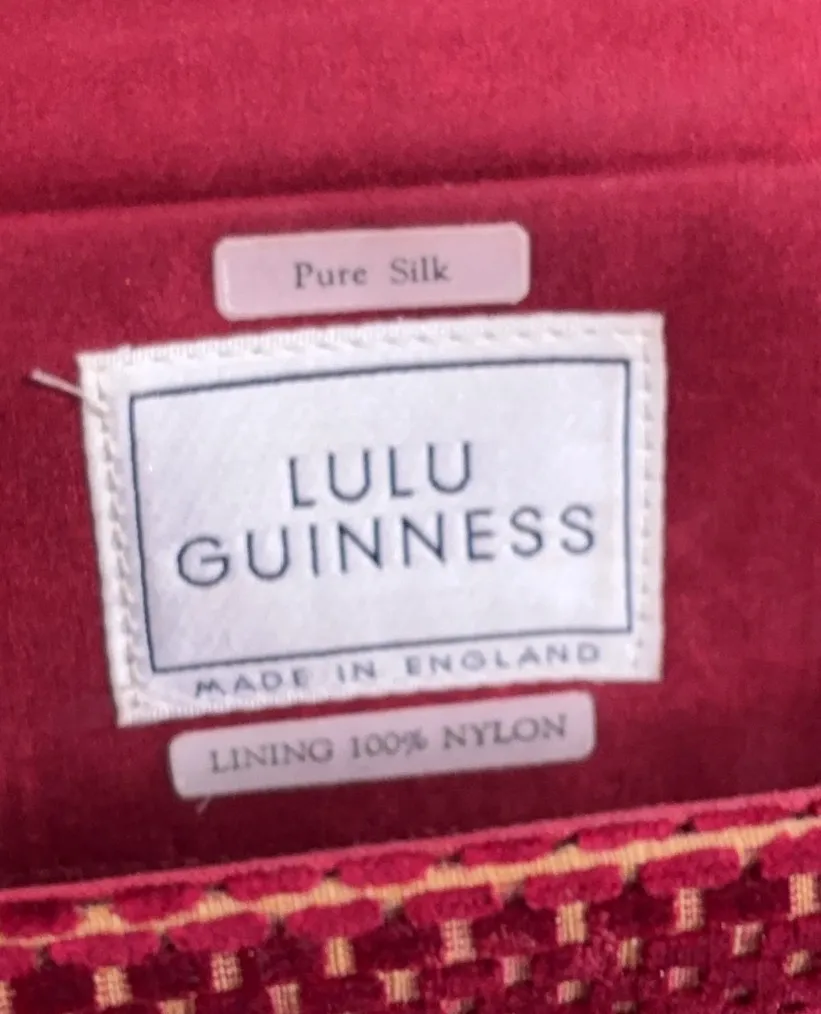 Pure Silk
LULU
GUINNESS
MADE IN ENGLAND
LINING 100% NYLON